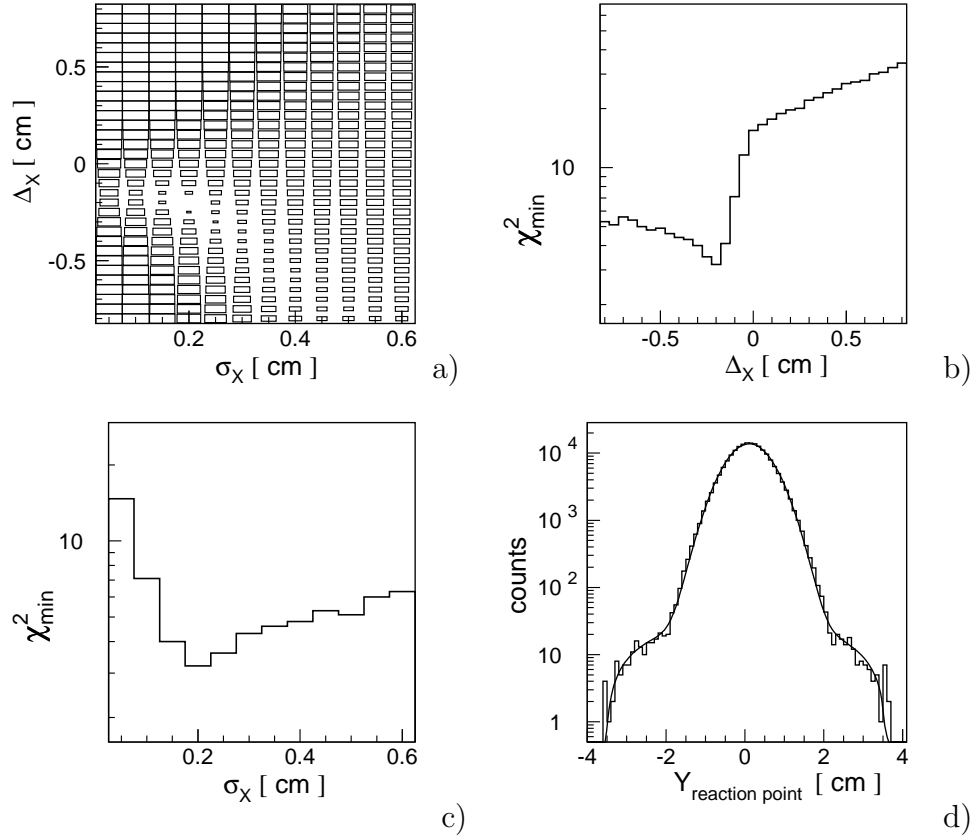 Δ_X [ cm ]
0.5
0
-0.5
0.2
0.4
0.6
σ_X [ cm ]
a)
χ²_min
10
-0.5
0
0.5
Δ_X [ cm ]
b)
χ²_min
10
0.2
0.4
0.6
σ_X [ cm ]
c)
counts
10⁴
10³
10²
10
1
-4
-2
0
2
4
Y_reaction point [ cm ]
d)